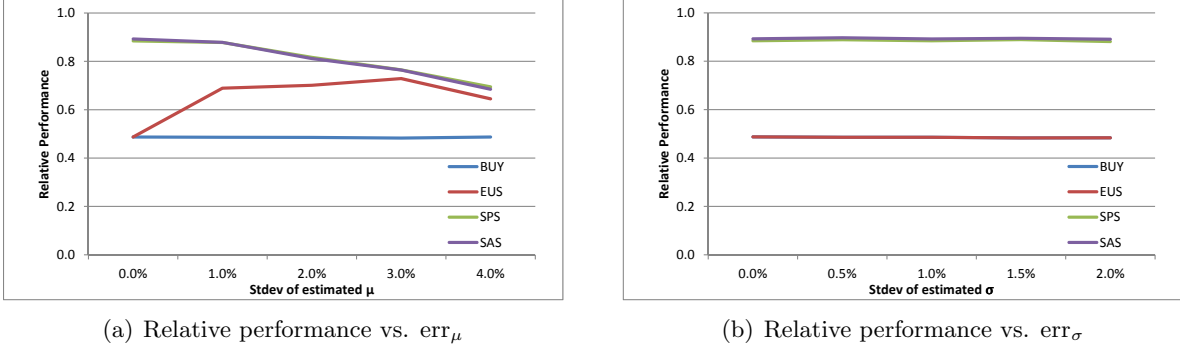 1.0
0.8
0.6
0.4
0.2
0.0
Relative Performance
BUY
EUS
SPS
SAS
0.0% 1.0% 2.0% 3.0% 4.0%
Stdev of estimated μ
(a) Relative performance vs. errμ
1.0
0.8
0.6
0.4
0.2
0.0
Relative Performance
BUY
EUS
SPS
SAS
0.0% 0.5% 1.0% 1.5% 2.0%
Stdev of estimated σ
(b) Relative performance vs. errσ